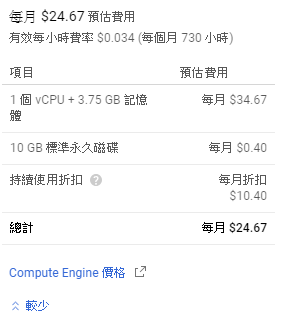 每月 $24.67 預估費用
有效每小時費率 $0.034 (每個月 730 小時)
項目 預估費用
1 個 vCPU + 3.75 GB 記憶 每月 $34.67
體
10 GB 標準永久磁碟 每月 $0.40
持續使用折扣 ? 每月折扣
$10.40
總計 每月 $24.67
Compute Engine 價格
較少